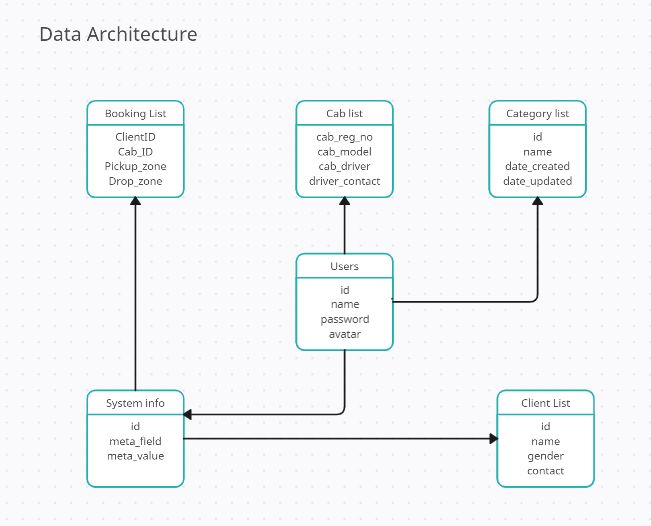 Data Architecture
Booking List
ClientID
Cab_ID
Pickup_zone
Drop_zone
Cab list
cab_reg_no
cab_model
cab_driver
driver_contact
Category list
id
name
date_created
date_updated
Users
id
name
password
avatar
System info
id
meta_field
meta_value
Client List
id
name
gender
contact